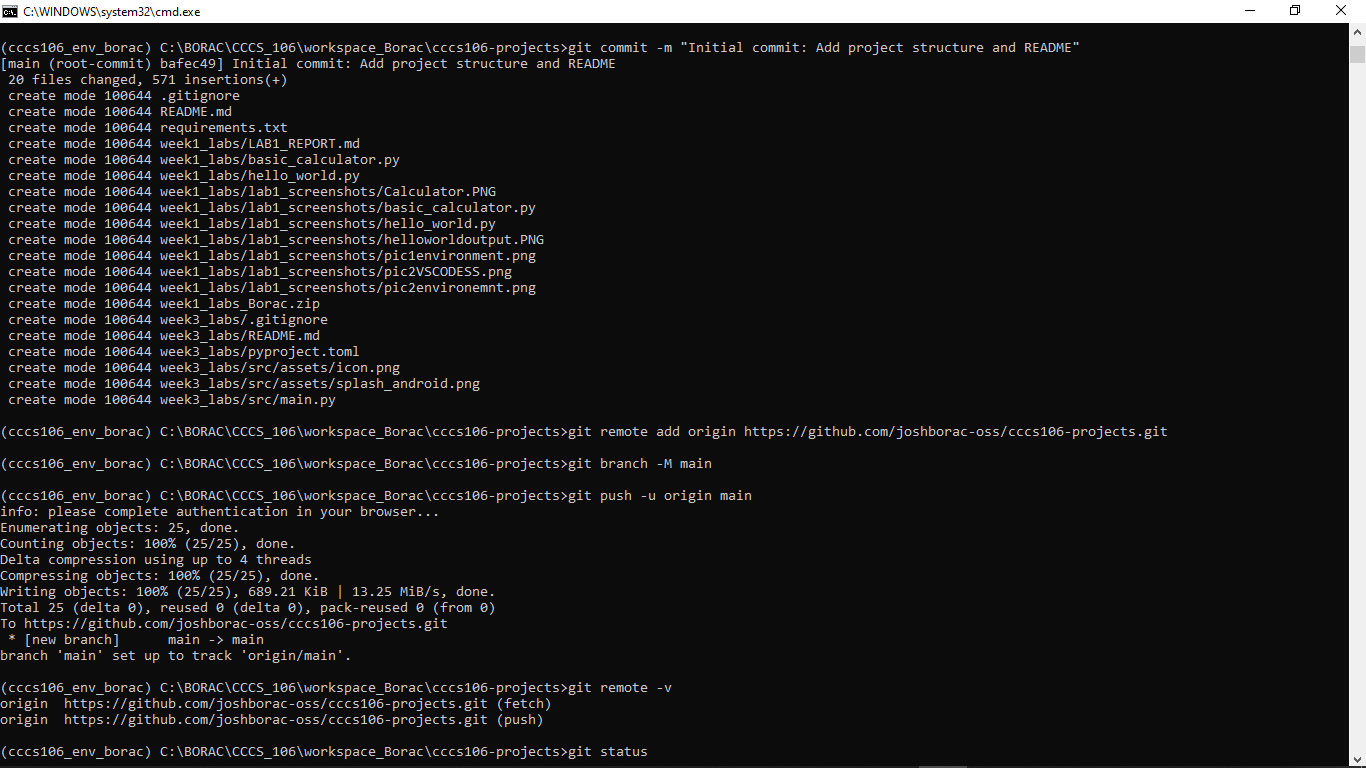 C:\WINDOWS\system32\cmd.exe
(cccs106_env_borac) C:\BORAC\CCCS_106\workspace_Borac\cccs106-projects>git commit -m "Initial commit: Add project structure and README"
[main (root-commit) bafec49] Initial commit: Add project structure and README
 20 files changed, 571 insertions(+)
 create mode 100644 .gitignore
 create mode 100644 README.md
 create mode 100644 requirements.txt
 create mode 100644 week1_labs/LAB1_REPORT.md
 create mode 100644 week1_labs/basic_calculator.py
 create mode 100644 week1_labs/hello_world.py
 create mode 100644 week1_labs/lab1_screenshots/Calculator.PNG
 create mode 100644 week1_labs/lab1_screenshots/basic_calculator.py
 create mode 100644 week1_labs/lab1_screenshots/hello_world.py
 create mode 100644 week1_labs/lab1_screenshots/helloworldoutput.PNG
 create mode 100644 week1_labs/lab1_screenshots/pic1environment.png
 create mode 100644 week1_labs/lab1_screenshots/pic2VSCODESS.png
 create mode 100644 week1_labs/lab1_screenshots/pic2environemnt.png
 create mode 100644 week1_labs_Borac.zip
 create mode 100644 week3_labs/.gitignore
 create mode 100644 week3_labs/README.md
 create mode 100644 week3_labs/pyproject.toml
 create mode 100644 week3_labs/src/assets/icon.png
 create mode 100644 week3_labs/src/assets/splash_android.png
 create mode 100644 week3_labs/src/main.py
(cccs106_env_borac) C:\BORAC\CCCS_106\workspace_Borac\cccs106-projects>git remote add origin https://github.com/joshborac-oss/cccs106-projects.git
(cccs106_env_borac) C:\BORAC\CCCS_106\workspace_Borac\cccs106-projects>git branch -M main
(cccs106_env_borac) C:\BORAC\CCCS_106\workspace_Borac\cccs106-projects>git push -u origin main
info: please complete authentication in your browser...
Enumerating objects: 25, done.
Counting objects: 100% (25/25), done.
Delta compression using up to 4 threads
Compressing objects: 100% (25/25), done.
Writing objects: 100% (25/25), 689.21 KiB | 13.25 MiB/s, done.
Total 25 (delta 0), reused 0 (delta 0), pack-reused 0 (from 0)
To https://github.com/joshborac-oss/cccs106-projects.git
 * [new branch]      main -> main
branch 'main' set up to track 'origin/main'.
(cccs106_env_borac) C:\BORAC\CCCS_106\workspace_Borac\cccs106-projects>git remote -v
origin  https://github.com/joshborac-oss/cccs106-projects.git (fetch)
origin  https://github.com/joshborac-oss/cccs106-projects.git (push)
(cccs106_env_borac) C:\BORAC\CCCS_106\workspace_Borac\cccs106-projects>git status